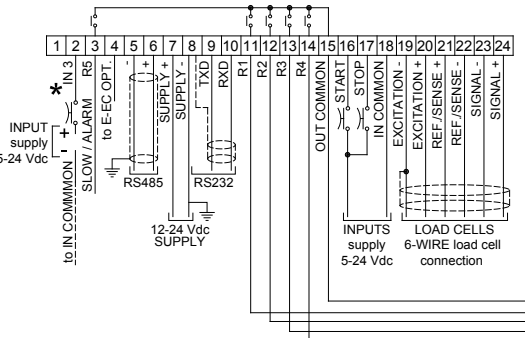 1 2 3 4 5 6 7 8 9 10 11 12 13 14 15 16 17 18 19 20 21 22 23 24
* IN 3
R5
SLOW / ALARM
to E-EC OPT.
-
+
SUPPLY +
SUPPLY -
TXD
RXD
R1
R2
R3
R4
OUT COMMON
START
STOP
IN COMMON
EXCITATION -
EXCITATION +
REF./SENSE +
REF./SENSE -
SIGNAL -
SIGNAL +
INPUT
supply
5-24 Vdc
+
-
to IN COMMMON
RS485
RS232
12-24 Vdc
SUPPLY
INPUTS
supply
5-24 Vdc
LOAD CELLS
6-WIRE load cell
connection